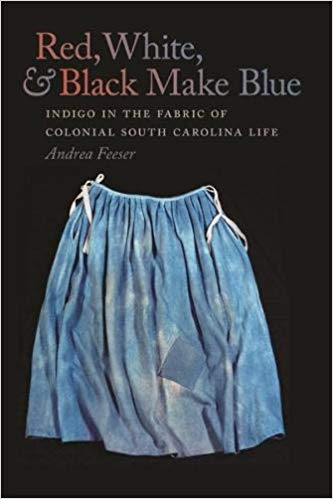 Red, White,
& Black Make Blue
INDIGO IN THE FABRIC OF
COLONIAL SOUTH CAROLINA LIFE
Andrea Feeser